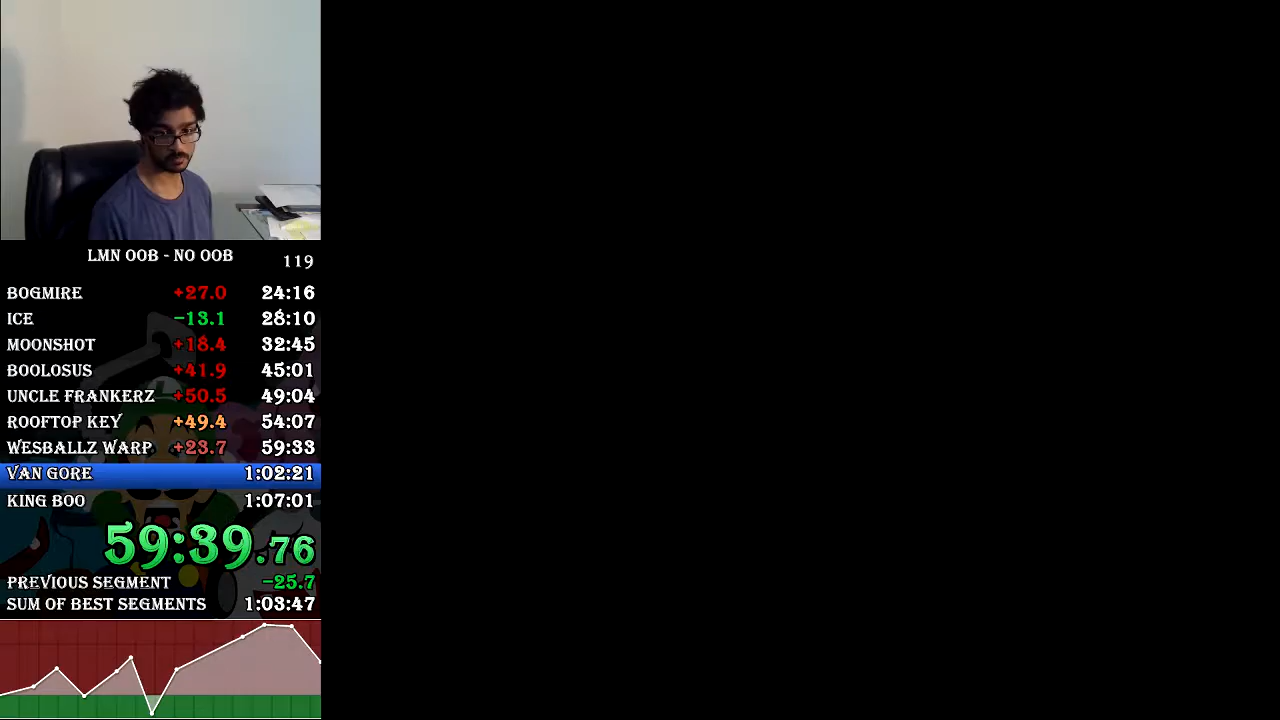 LMN OOB - NO OOB 119
BOGMIRE +27.0 24:16
ICE -13.1 28:10
MOONSHOT +18.4 32:45
BOOLOSUS +41.9 45:01
UNCLE FRANKERZ +50.5 49:04
ROOFTOP KEY +49.4 54:07
WESBALLZ WARP +23.7 59:33
VAN GORE 1:02:21
KING BOO 1:07:01
59:39.76
PREVIOUS SEGMENT -25.7
SUM OF BEST SEGMENTS 1:03:47